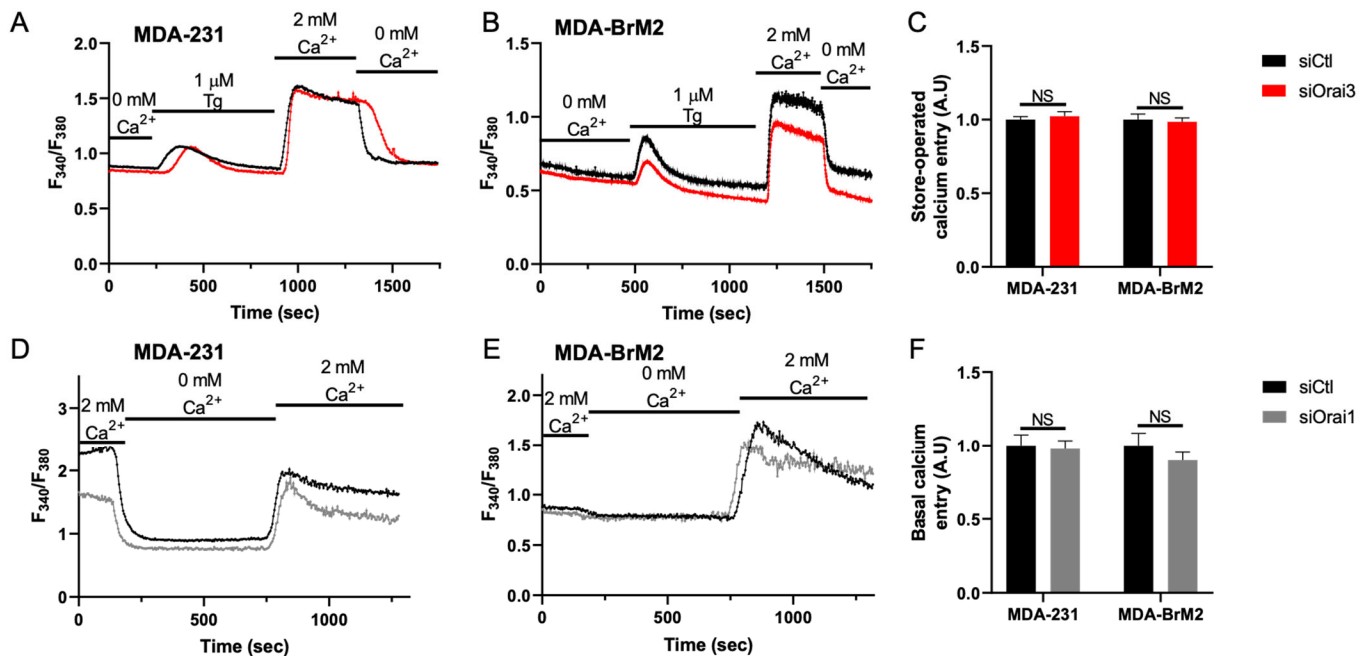 A
MDA-231
2 mM
Ca²⁺
0 mM
Ca²⁺
1 μM
Tg
0 mM
Ca²⁺
F₃₄₀/F₃₈₀
2.0
1.5
1.0
0.5
0.0
0
500
1000
1500
Time (sec)
B
MDA-BrM2
2 mM
Ca²⁺
0 mM
Ca²⁺
0 mM
Ca²⁺
1 μM
Tg
F₃₄₀/F₃₈₀
1.5
1.0
0.5
0.0
0
500
1000
1500
Time (sec)
C
Store-operated
calcium entry (A.U)
1.5
1.0
0.5
0.0
NS
NS
MDA-231
MDA-BrM2
siCtl
siOrai3
D
MDA-231
2 mM
Ca²⁺
0 mM
Ca²⁺
2 mM
Ca²⁺
F₃₄₀/F₃₈₀
3
2
1
0
0
500
1000
Time (sec)
E
MDA-BrM2
2 mM
Ca²⁺
0 mM
Ca²⁺
2 mM
Ca²⁺
F₃₄₀/F₃₈₀
2.0
1.5
1.0
0.5
0.0
0
500
1000
Time (sec)
F
Basal calcium
entry (A.U)
1.5
1.0
0.5
0.0
NS
NS
MDA-231
MDA-BrM2
siCtl
siOrai1